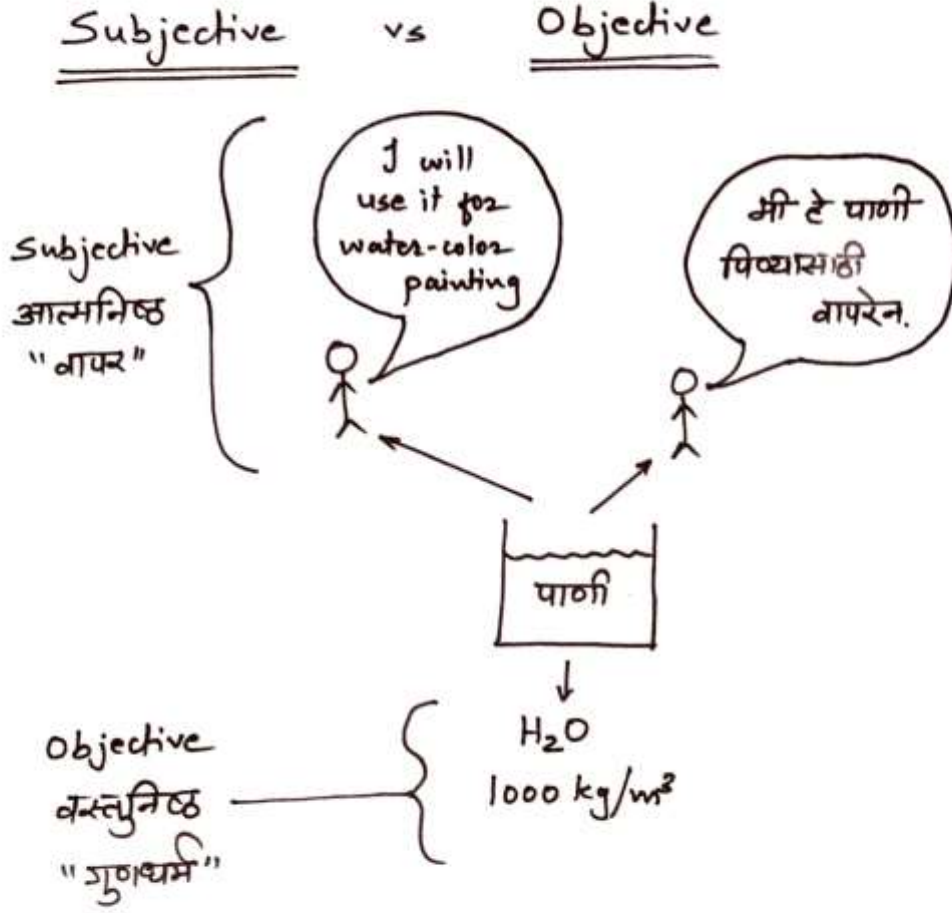 Subjective vs Objective
Subjective
आत्मनिष्ठ
"वापर"
I will
use it for
water-color
painting
मी हे पाणी
पिण्यासाठी
वापरेन.
पाणी
H₂O
1000 kg/m³
Objective
वस्तुनिष्ठ
"गुणधर्म"